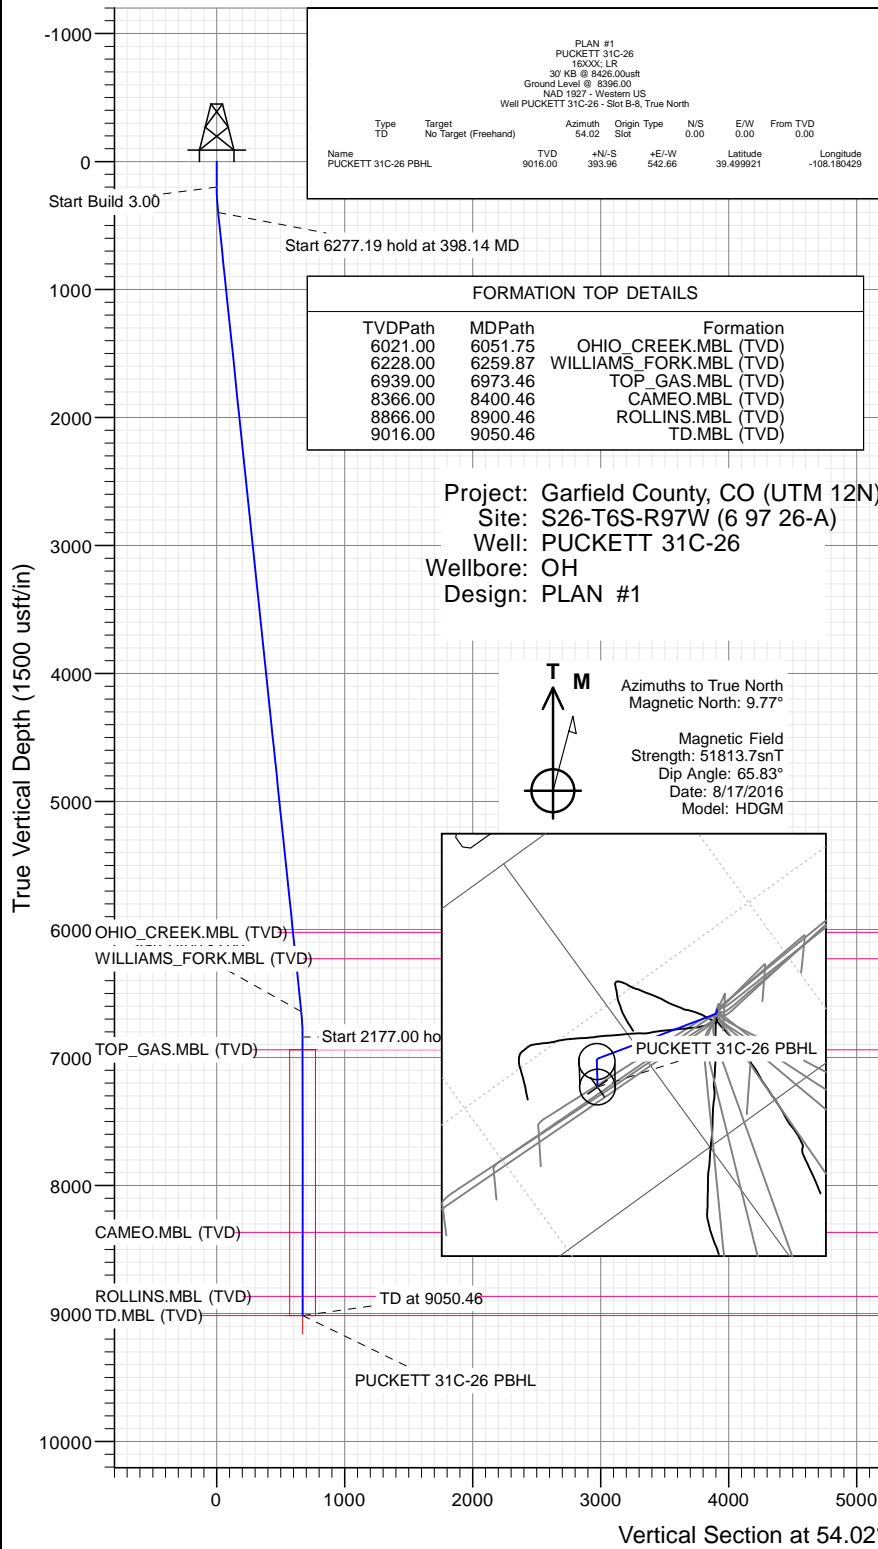 PLAN #1
PUCKETT 31C-26
16XXX; LR
30' KB @ 8426.00usft
Ground Level @ 8396.00
NAD 1927 - Western US
Well PUCKETT 31C-26 - Slot B-8, True North
Type Target Azimuth Origin Type N/S E/W From TVD
TD No Target (Freehand) 54.02 Slot 0.00 0.00 0.00
Name TVD +N/-S +E/-W Latitude Longitude
PUCKETT 31C-26 PBHL 9016.00 393.96 542.66 39.499921 -108.180429
-1000
0
Start Build 3.00
Start 6277.19 hold at 398.14 MD
1000
FORMATION TOP DETAILS
TVDPath MDPath Formation
6021.00 6051.75 OHIO_CREEK.MBL (TVD)
6228.00 6259.87 WILLIAMS_FORK.MBL (TVD)
6939.00 6973.46 TOP_GAS.MBL (TVD)
8366.00 8400.46 CAMEO.MBL (TVD)
8866.00 8900.46 ROLLINS.MBL (TVD)
9016.00 9050.46 TD.MBL (TVD)
2000
Project: Garfield County, CO (UTM 12N)
Site: S26-T6S-R97W (6 97 26-A)
Well: PUCKETT 31C-26
Wellbore: OH
Design: PLAN #1
3000
True Vertical Depth (1500 usft/in)
4000
T M
Azimuths to True North
Magnetic North: 9.77°
Magnetic Field
Strength: 51813.7snT
Dip Angle: 65.83°
Date: 8/17/2016
Model: HDGM
5000
6000
OHIO_CREEK.MBL (TVD)
WILLIAMS_FORK.MBL (TVD)
Start 2177.00 ho
PUCKETT 31C-26 PBHL
TOP_GAS.MBL (TVD)
7000
8000
CAMEO.MBL (TVD)
ROLLINS.MBL (TVD)
TD at 9050.46
9000
TD.MBL (TVD)
PUCKETT 31C-26 PBHL
10000
0 1000 2000 3000 4000 5000
Vertical Section at 54.02°